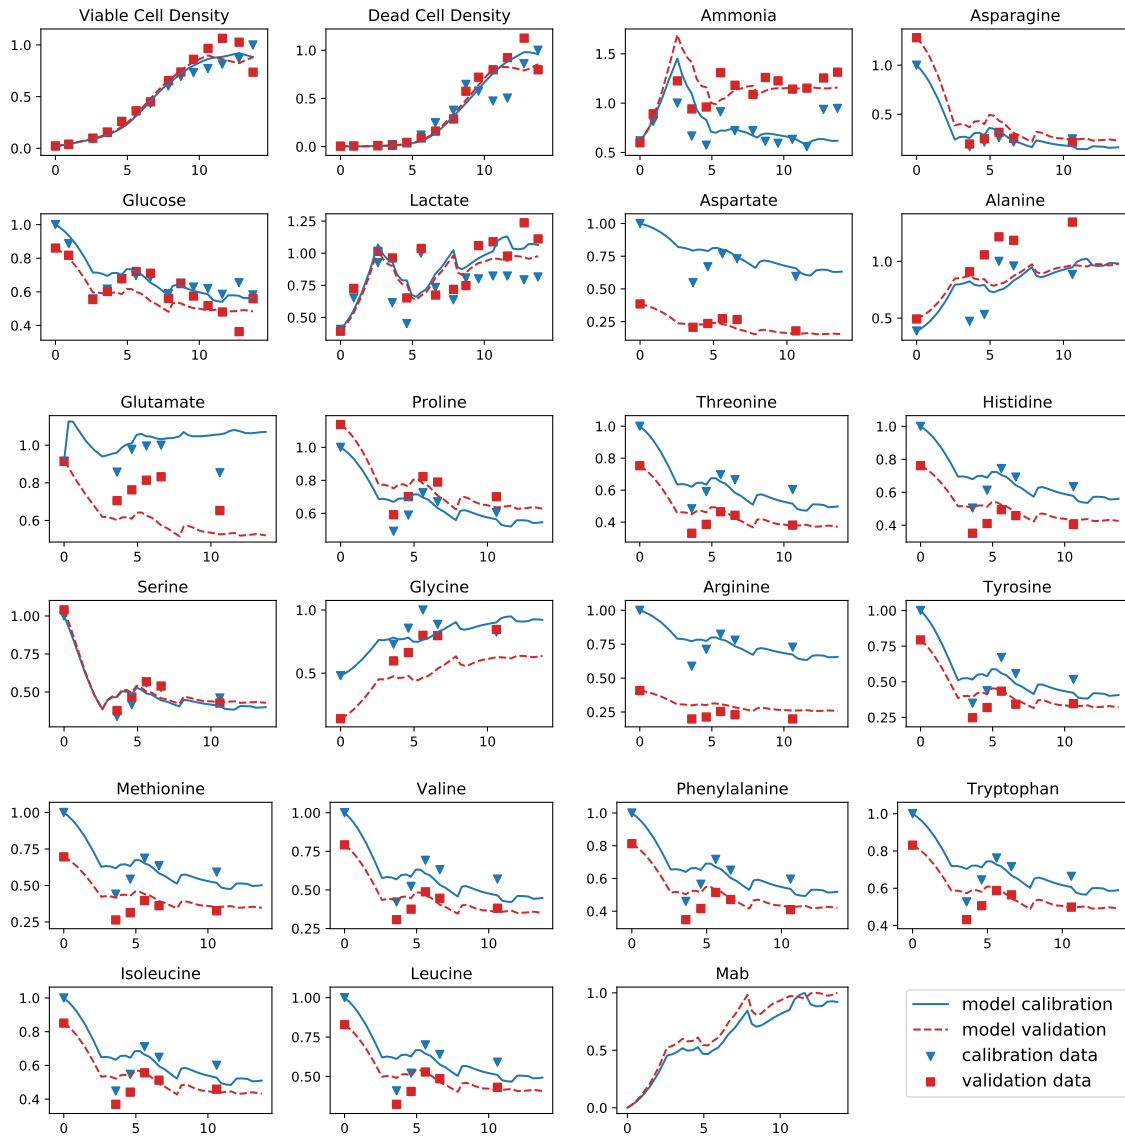 Viable Cell Density Dead Cell Density Ammonia Asparagine
1.0 1.0 1.5 1.0
0.5 0.5 1.0 0.5
0.0 0.0 0.5
0 5 10 0 5 10 0 5 10 0 5 10
Glucose Lactate Aspartate Alanine
1.0 1.25 1.00 1.0
0.8 1.00 0.75 0.5
0.6 0.75 0.50
0.4 0.50 0.25
0 5 10 0 5 10 0 5 10 0 5 10
Glutamate Proline Threonine Histidine
1.0 1.0 1.0 1.0
0.8 0.8 0.8 0.8
0.6 0.6 0.6 0.6
0.4 0.4
0 5 10 0 5 10 0 5 10 0 5 10
Serine Glycine Arginine Tyrosine
1.00 1.0 1.00 1.00
0.75 0.5 0.75 0.75
0.50 0.50 0.50
0.25 0.25
0 5 10 0 5 10 0 5 10 0 5 10
Methionine Valine Phenylalanine Tryptophan
1.00 1.00 1.0 1.0
0.75 0.75 0.8 0.8
0.50 0.50 0.6 0.6
0.25 0.25 0.4 0.4
0 5 10 0 5 10 0 5 10 0 5 10
Isoleucine Leucine Mab
1.0 1.00 1.0
0.8 0.75 0.5
0.6 0.50 0.0
0.4
0 5 10 0 5 10 0 5 10
model calibration
model validation
calibration data
validation data